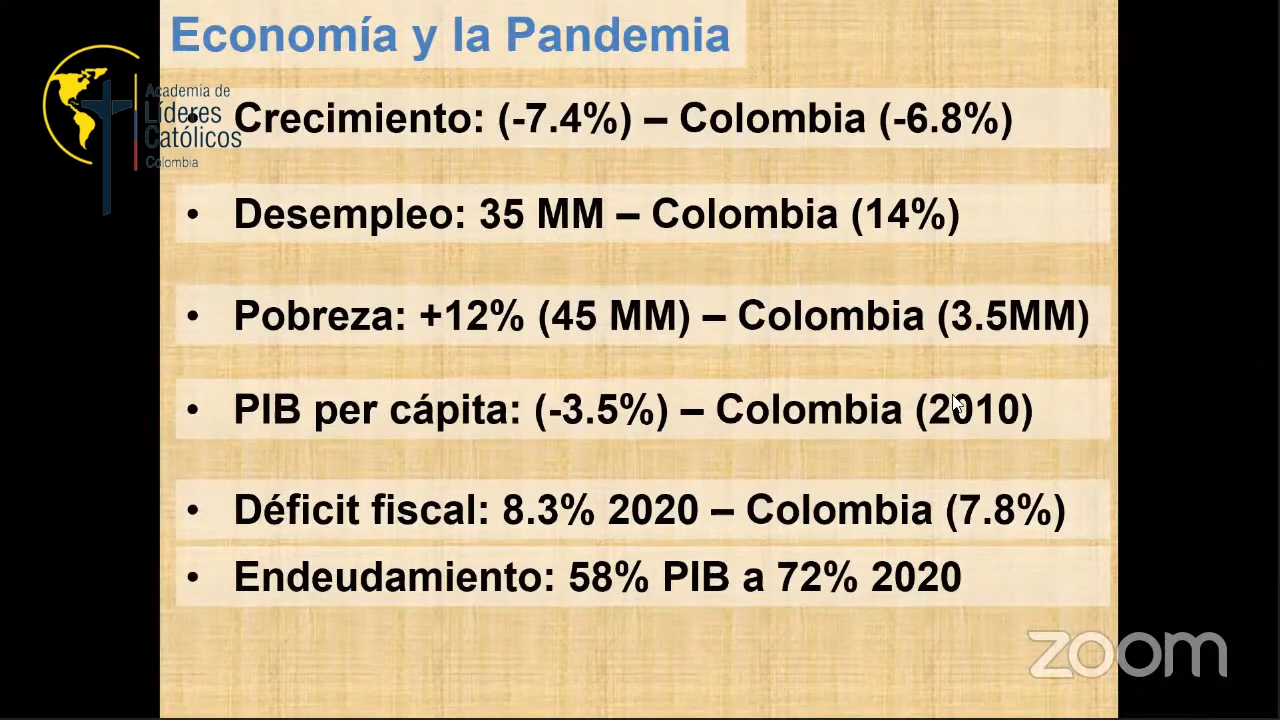 Economía y la Pandemia
Academia de
Líderes
Católicos
Colombia
• Crecimiento: (-7.4%) – Colombia (-6.8%)
• Desempleo: 35 MM – Colombia (14%)
• Pobreza: +12% (45 MM) – Colombia (3.5MM)
• PIB per cápita: (-3.5%) – Colombia (2010)
• Déficit fiscal: 8.3% 2020 – Colombia (7.8%)
• Endeudamiento: 58% PIB a 72% 2020
zoom